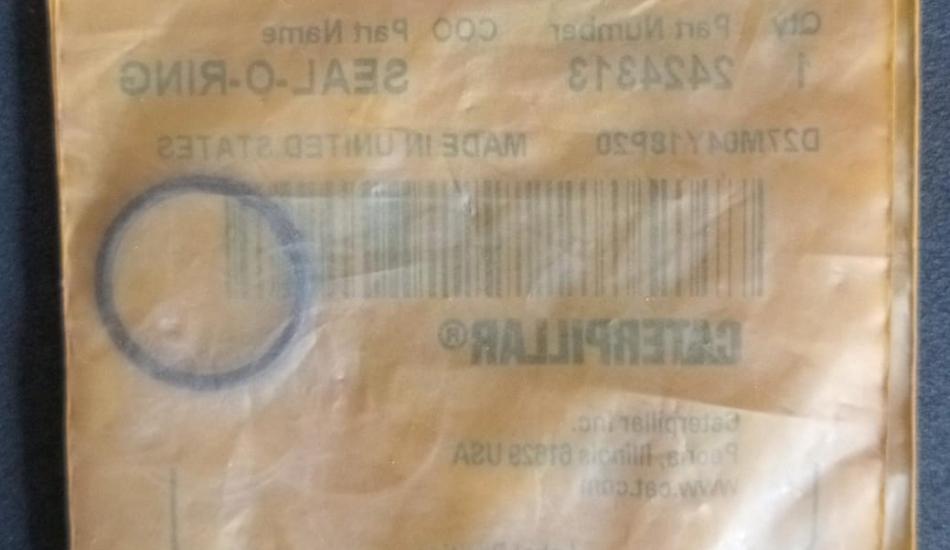 Qty Part Number COO Part Name
1 2424313 SEAL-O-RING
D27M04Y18P20 MADE IN UNITED STATES
CATERPILLAR®
Caterpillar Inc.
Peoria, Illinois 61629 USA
www.cat.com